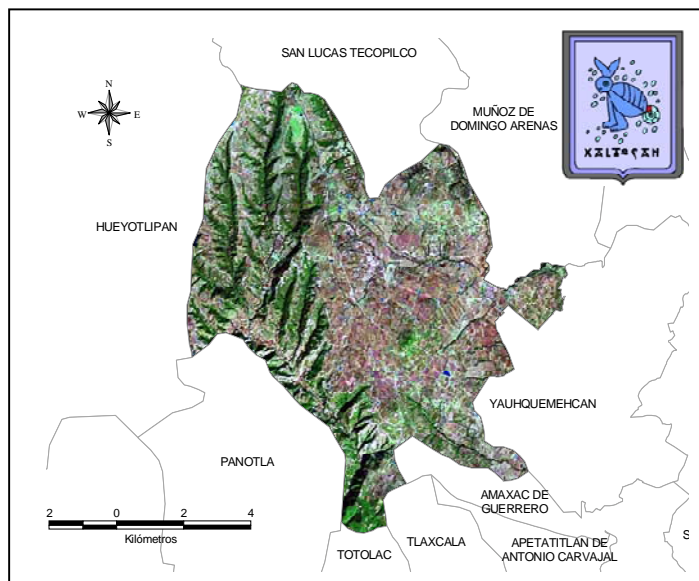 SAN LUCAS TECOPILCO
MUÑOZ DE
DOMINGO ARENAS
XALTOCAN
N
W
E
S
HUEYOTLIPAN
YAUHQUEMEHCAN
PANOTLA
AMAXAC DE
GUERRERO
2 0 2 4
Kilómetros
TLAXCALA
APETATITLAN DE
ANTONIO CARVAJAL
TOTOLAC
S